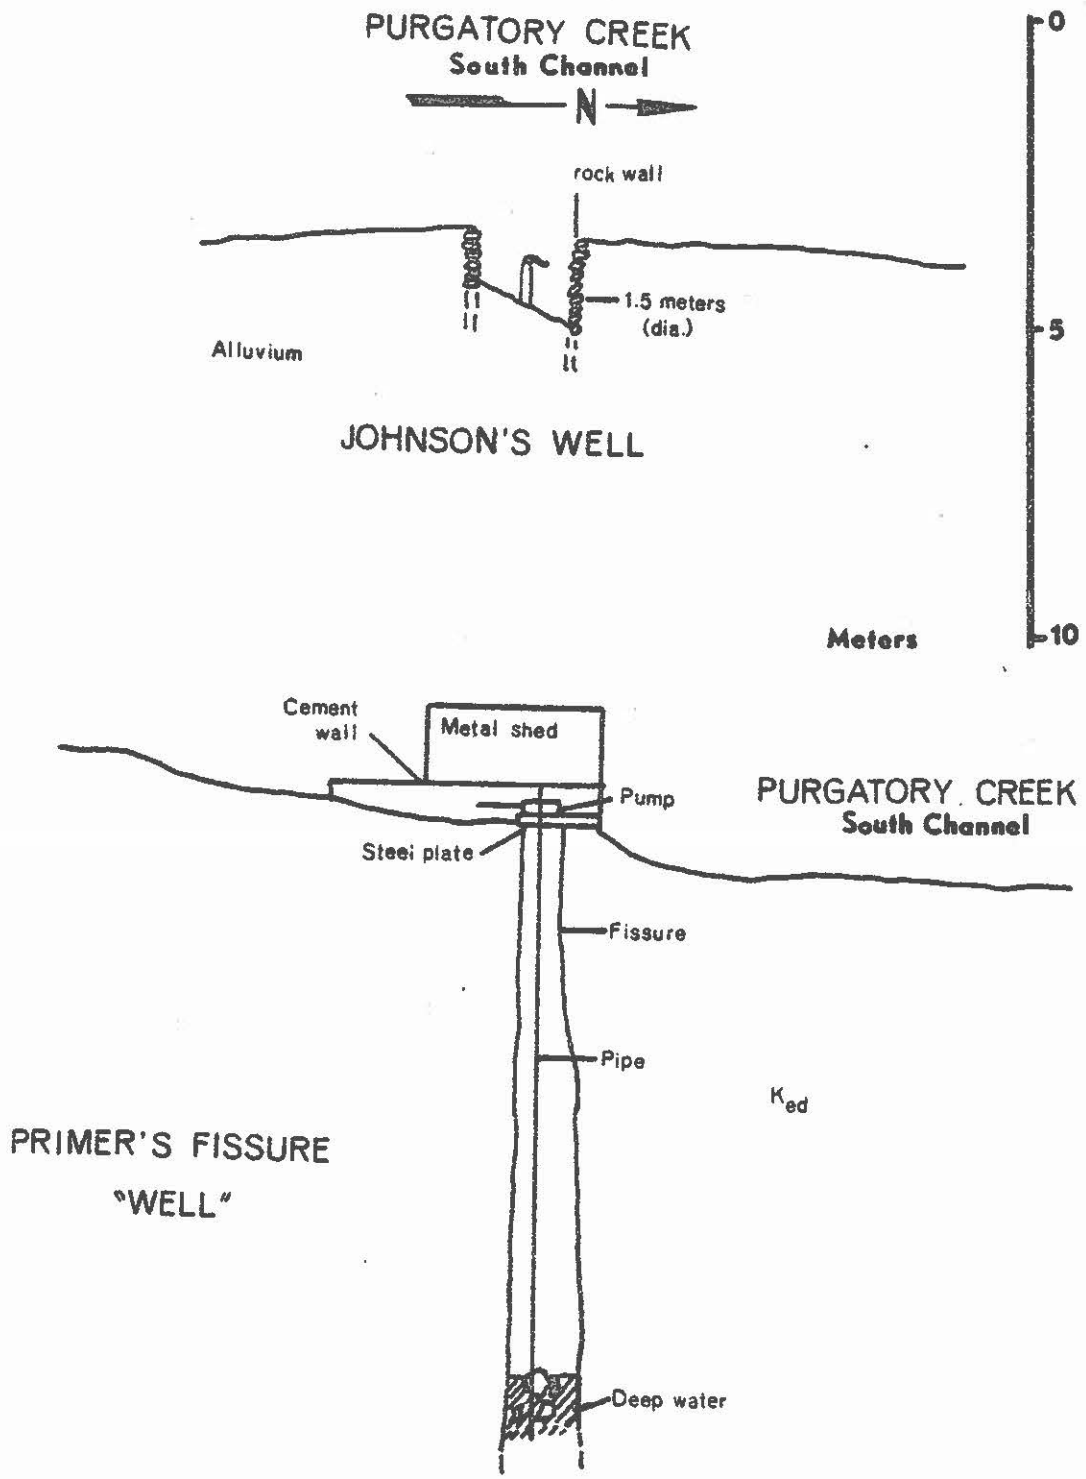 PURGATORY CREEK
South Channel
N
0
rock wall
1.5 meters
(dia.)
5
Alluvium
JOHNSON'S WELL
Meters
10
Cement
wall
Metal shed
Pump
PURGATORY CREEK
South Channel
Steel plate
Fissure
Pipe
Ked
PRIMER'S FISSURE
"WELL"
Deep water